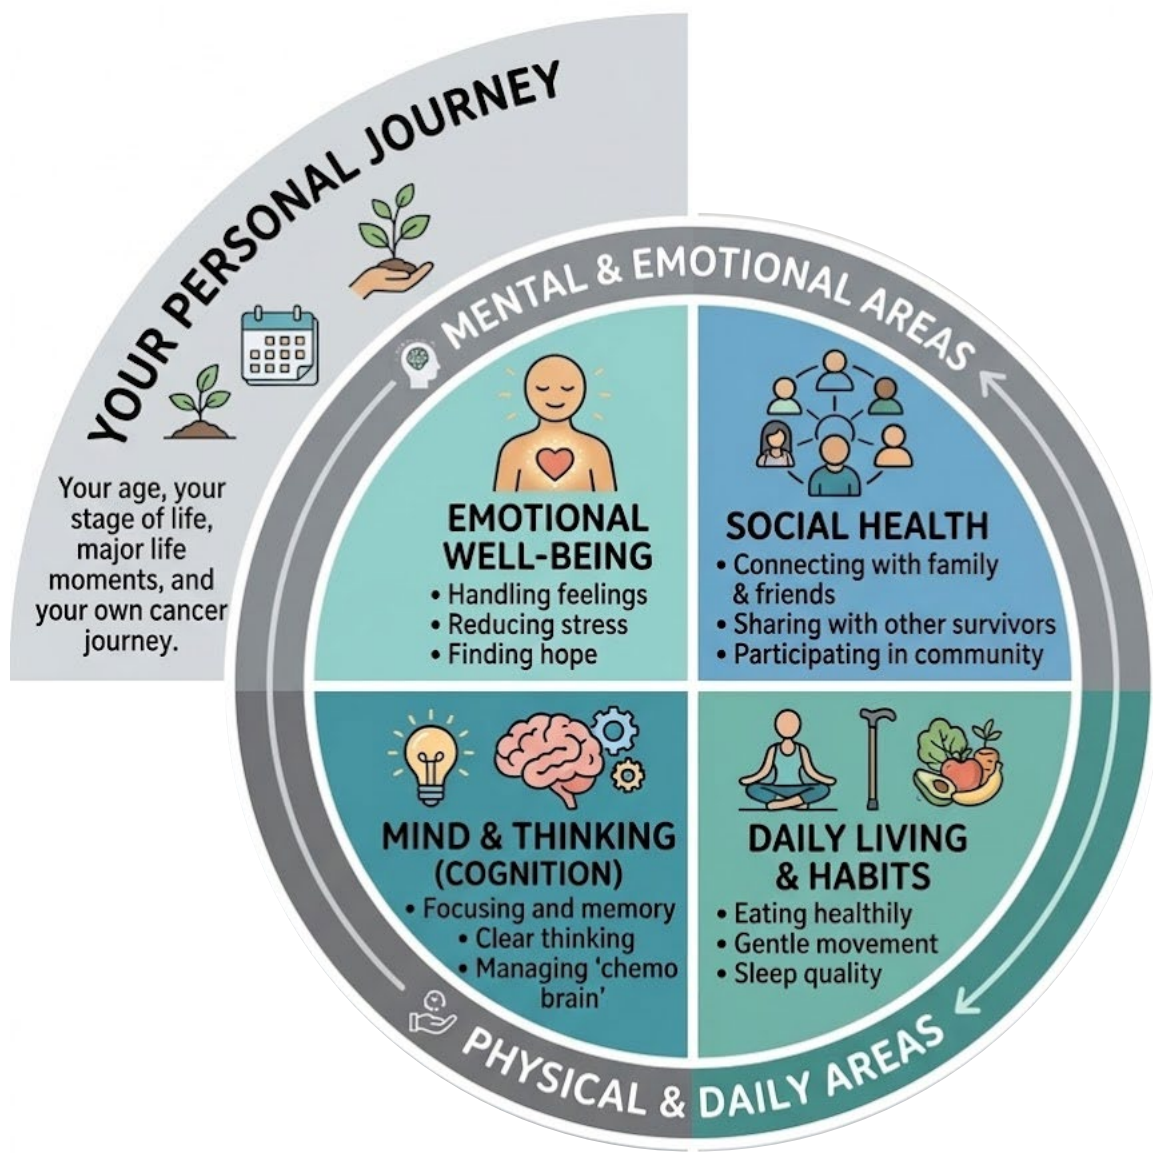 YOUR PERSONAL JOURNEY
Your age, your
stage of life,
major life
moments, and
your own cancer
journey.
MENTAL & EMOTIONAL AREAS
EMOTIONAL
WELL-BEING
• Handling feelings
• Reducing stress
• Finding hope
SOCIAL HEALTH
• Connecting with family
& friends
• Sharing with other survivors
• Participating in community
MIND & THINKING
(COGNITION)
• Focusing and memory
• Clear thinking
• Managing ‘chemo
brain’
DAILY LIVING
& HABITS
• Eating healthily
• Gentle movement
• Sleep quality
PHYSICAL & DAILY AREAS